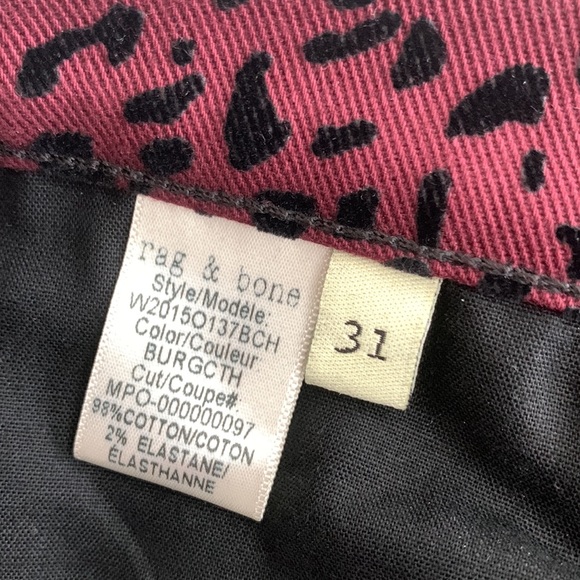 rag & bone
Style/Modèle:
W2015O137BCH
Color/Couleur
BURGCTH
Cut/Coupe#.
MPO-000000097
98%COTTON/COTON
2% ELASTANE/
ÉLASTHANNE
31